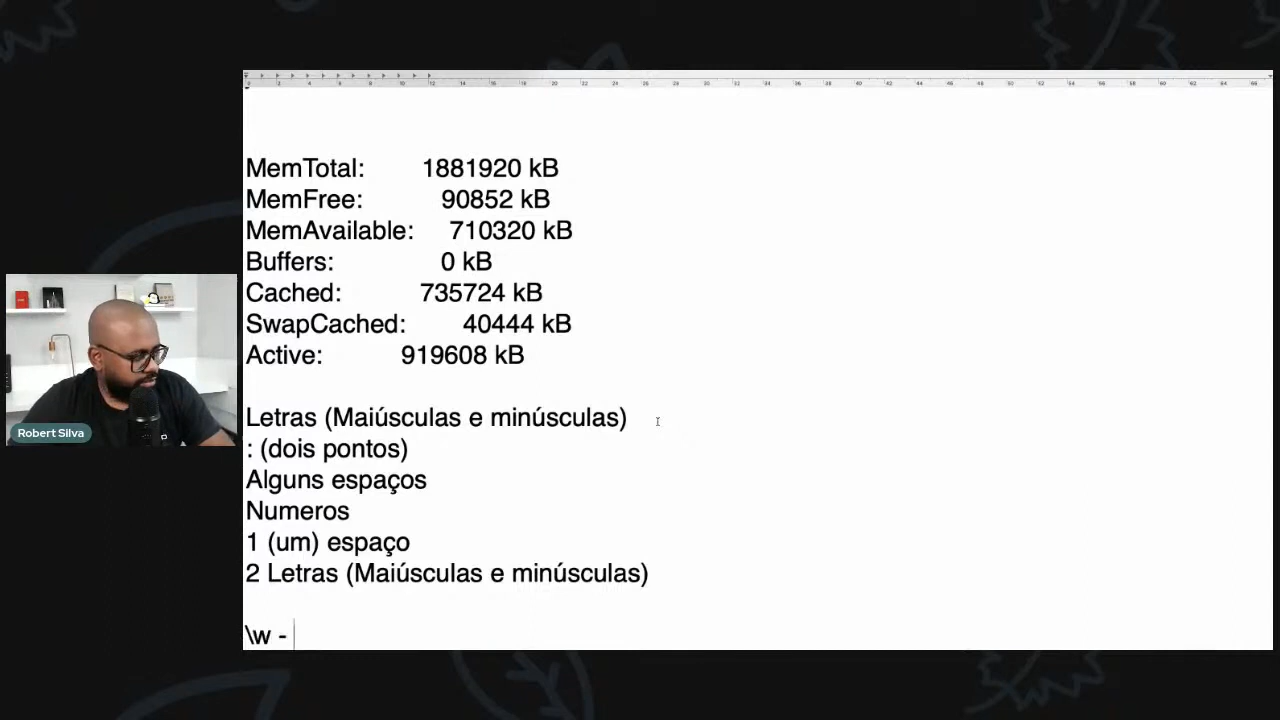 MemTotal: 1881920 kB
MemFree: 90852 kB
MemAvailable: 710320 kB
Buffers: 0 kB
Cached: 735724 kB
SwapCached: 40444 kB
Active: 919608 kB
Letras (Maiúsculas e minúsculas)
: (dois pontos)
Alguns espaços
Numeros
1 (um) espaço
2 Letras (Maiúsculas e minúsculas)
\w -
Robert Silva